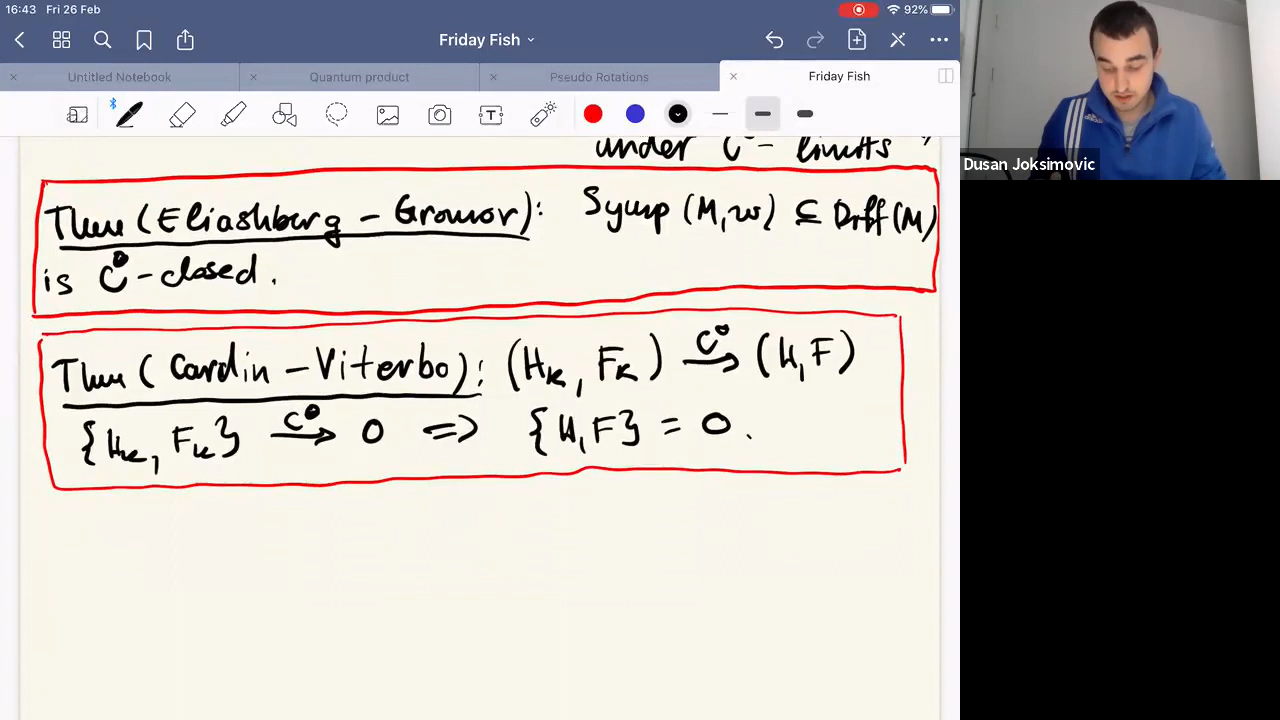 16:43 Fri 26 Feb 92%
Friday Fish
Untitled Notebook Quantum product Pseudo Rotations Friday Fish
T
Dusan Joksimovic
under C⁰ - limits
Thm (Eliashberg - Gromov): Symp (M, ω) ⊆ Diff (M)
is C⁰ - closed.
Thm (Cardin - Viterbo): (H_k, F_k) —C⁰→ (H, F)
{H_k, F_k} —C⁰→ 0 ⇒ {H, F} = 0.